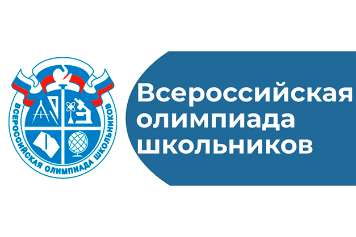 ВСЕРОССИЙСКАЯ ОЛИМПИАДА ШКОЛЬНИКОВ
Всероссийская
олимпиада
школьников